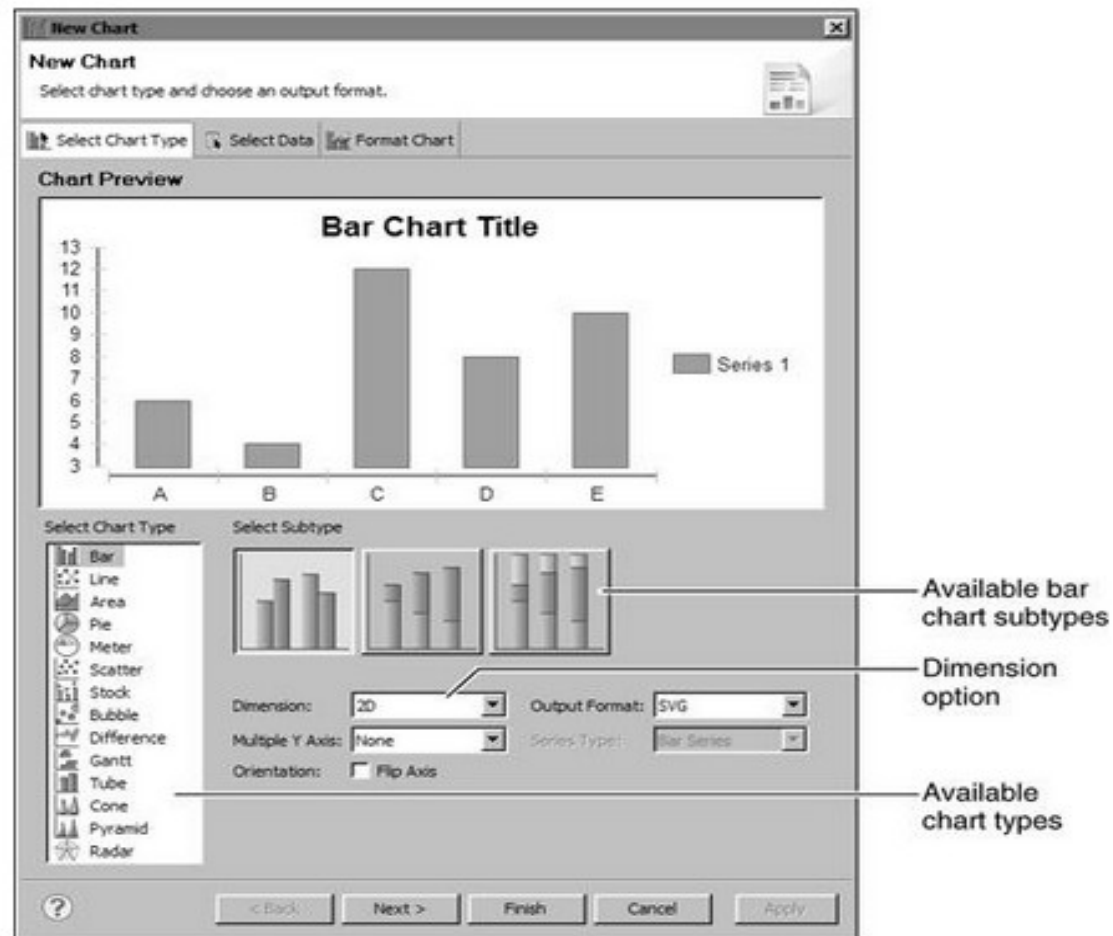 New Chart
New Chart
Select chart type and choose an output format.
Select Chart Type Select Data Format Chart
Chart Preview
Bar Chart Title
13
12
11
10
9
8
7
6
5
4
3
A B C D E
Series 1
Select Chart Type
Bar
Line
Area
Pie
Meter
Scatter
Stock
Bubble
Difference
Gantt
Tube
Cone
Pyramid
Radar
Select Subtype
Dimension: 2D Output Format: SVG
Multiple Y Axis: None Series Type: Bar Series
Orientation: Flip Axis
Available bar
chart subtypes
Dimension
option
Available
chart types
? < Back Next > Finish Cancel Apply